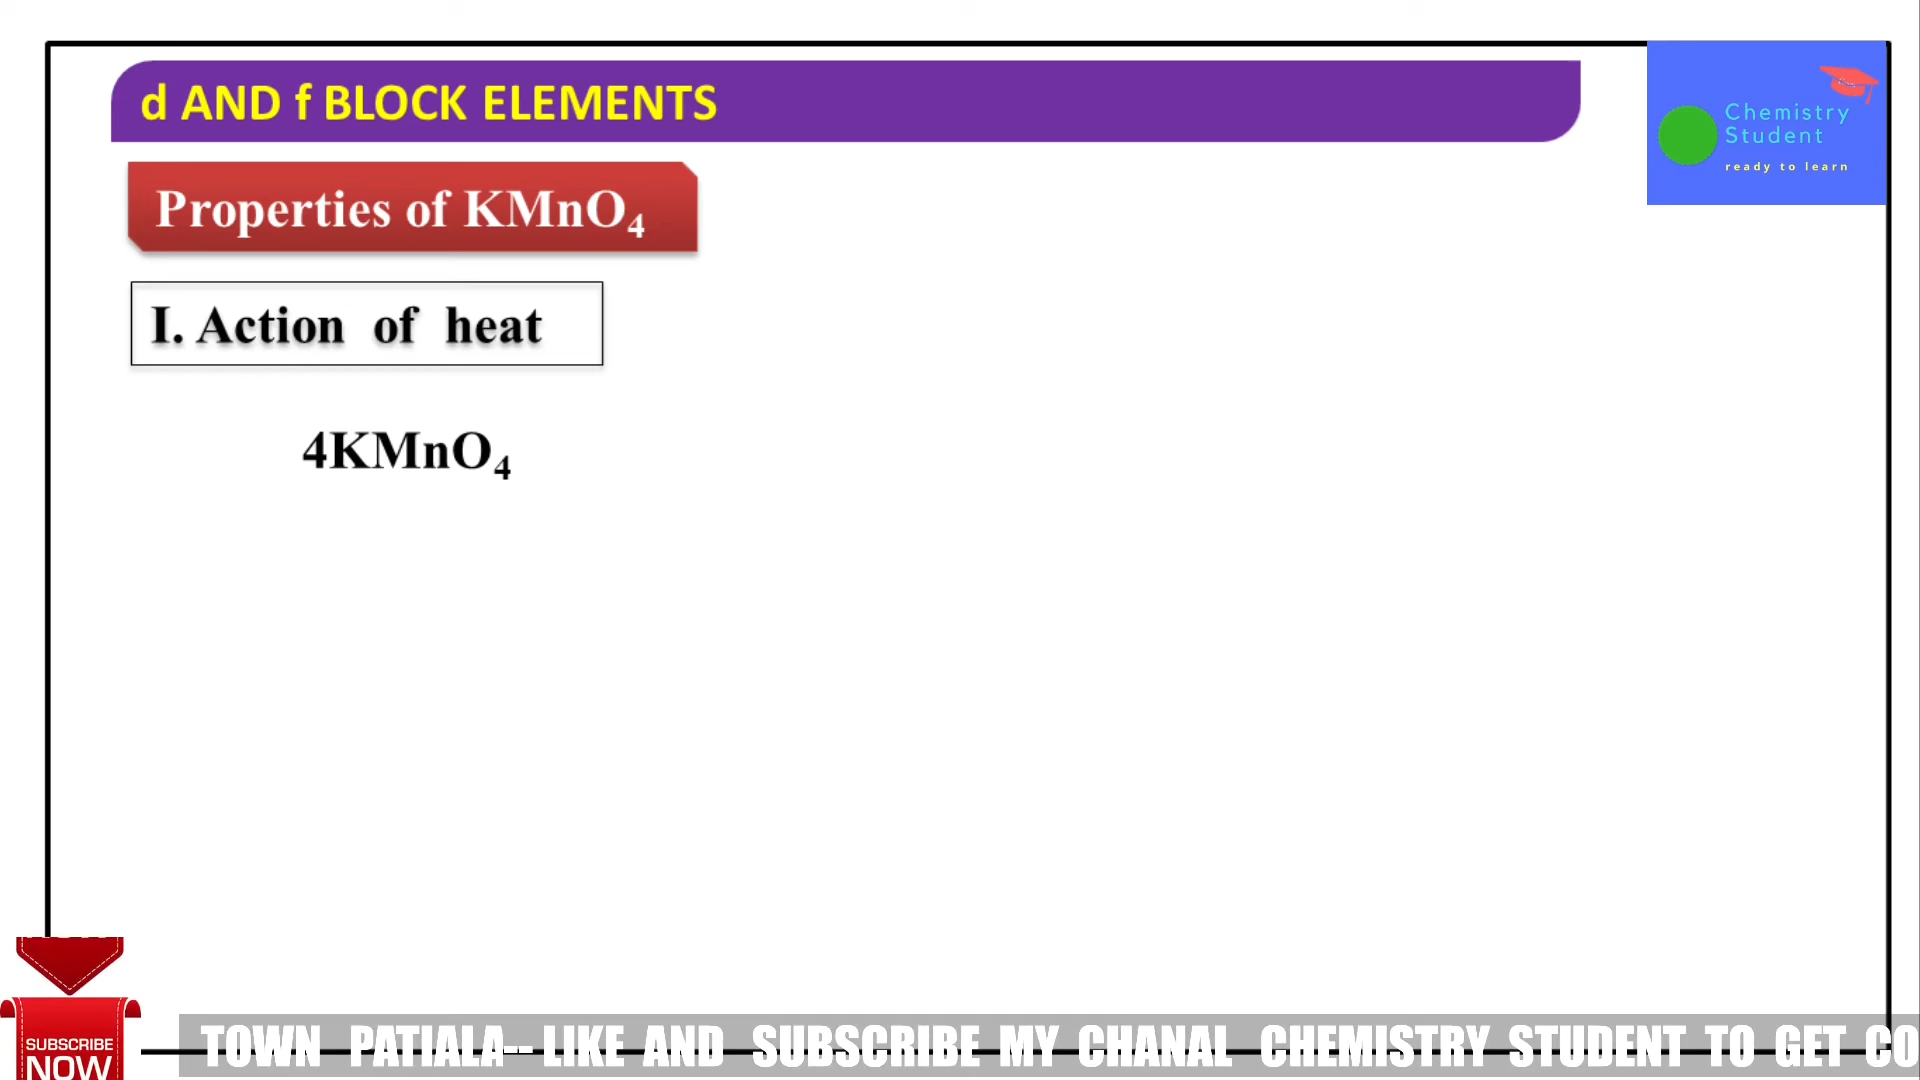 d AND f BLOCK ELEMENTS
Chemistry
Student
ready to learn
Properties of KMnO₄
I. Action of heat
4KMnO₄
SUBSCRIBE
NOW
TOWN PATIALA-- LIKE AND SUBSCRIBE MY CHANAL CHEMISTRY STUDENT TO GET CO